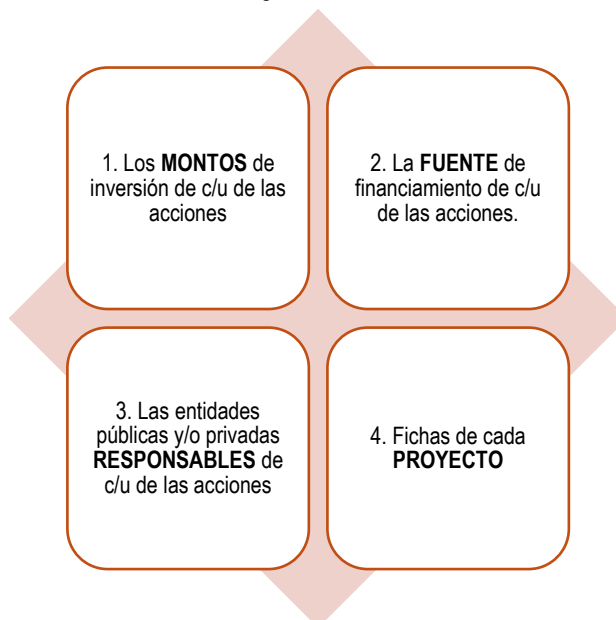 1. Los MONTOS de
inversión de c/u de las
acciones
2. La FUENTE de
financiamiento de c/u
de las acciones.
3. Las entidades
públicas y/o privadas
RESPONSABLES de
c/u de las acciones
4. Fichas de cada
PROYECTO